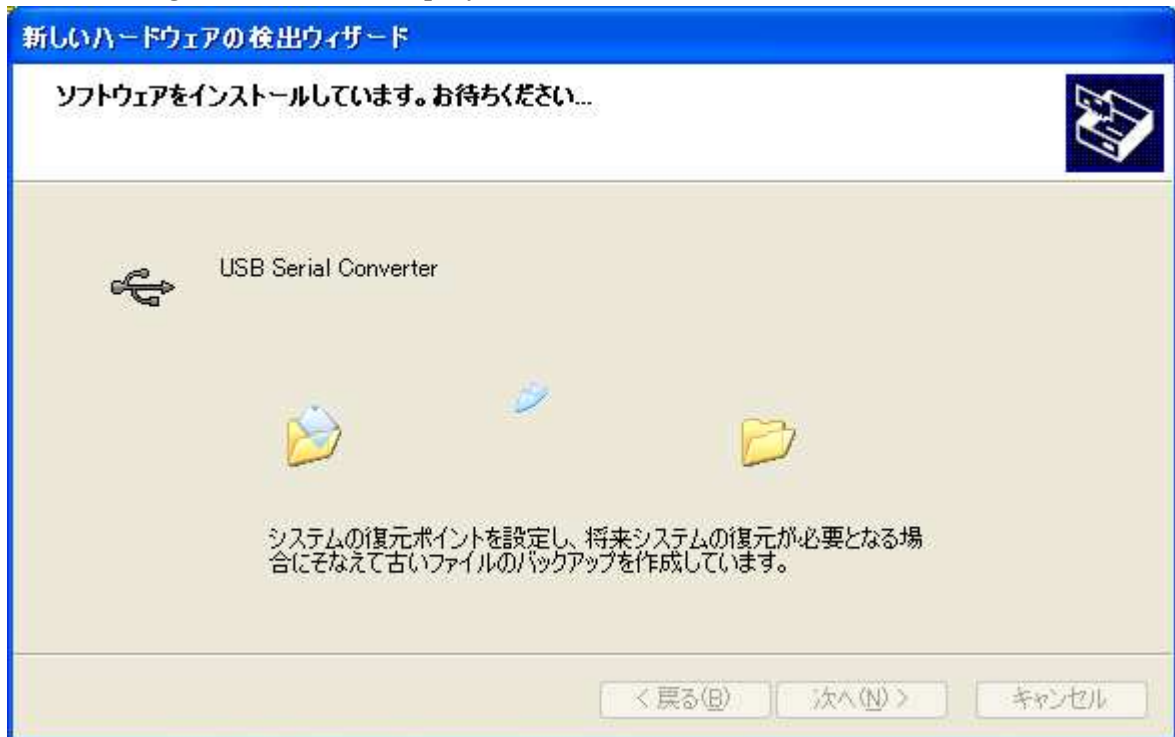 新しいハードウェアの検出ウィザード
ソフトウェアをインストールしています。お待ちください...
USB Serial Converter
システムの復元ポイントを設定し、将来システムの復元が必要となる場
合にそなえて古いファイルのバックアップを作成しています。
< 戻る(B) 次へ(N) > キャンセル